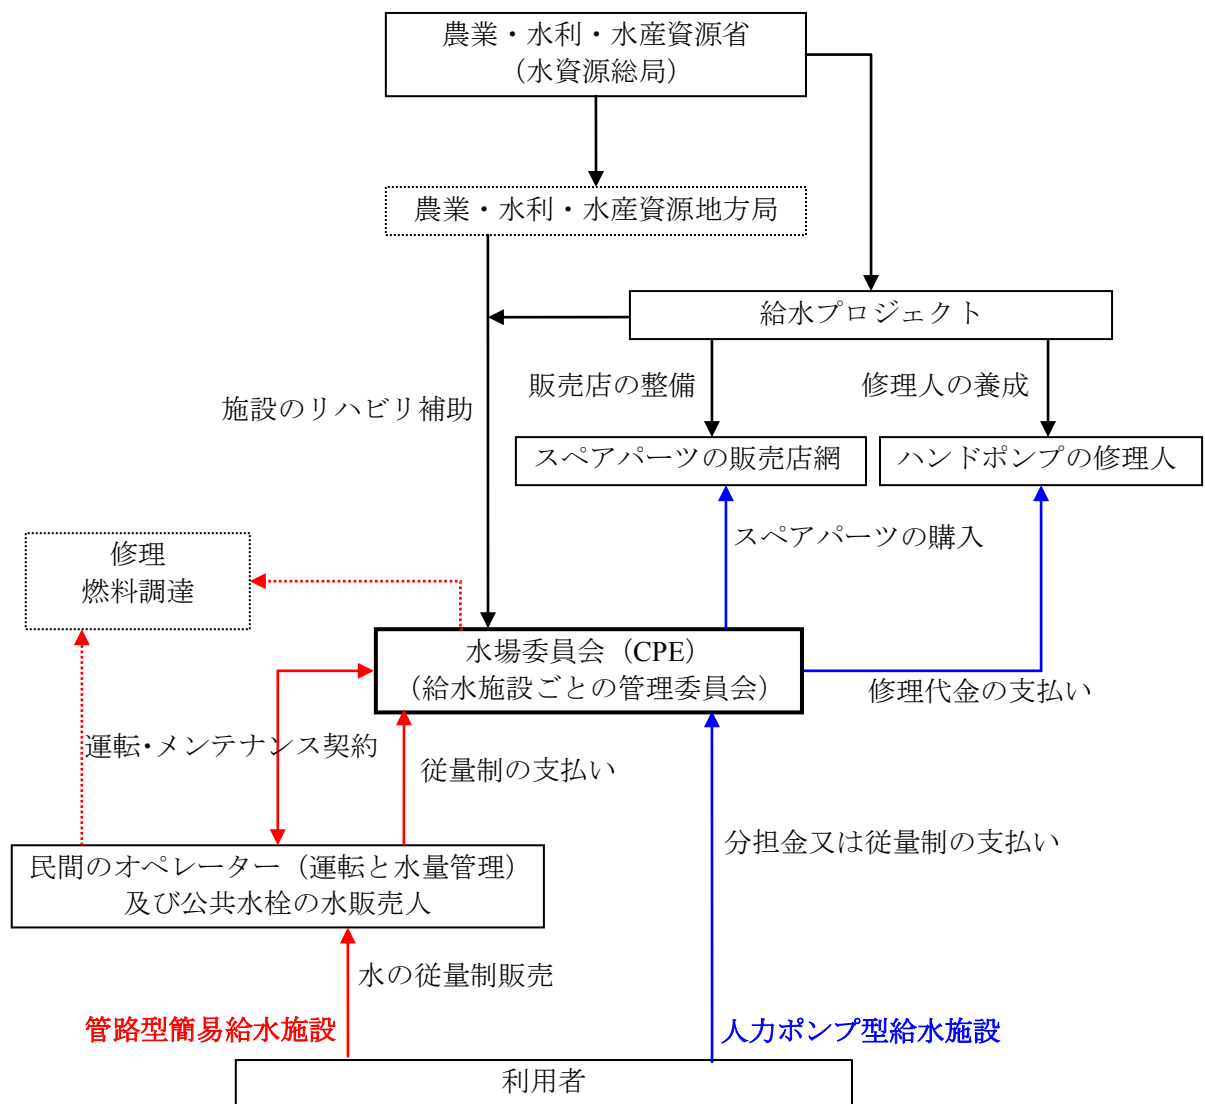 農業・水利・水産資源省
（水資源総局）
農業・水利・水産資源地方局
給水プロジェクト
販売店の整備
修理人の養成
施設のリハビリ補助
スペアパーツの販売店網
ハンドポンプの修理人
スペアパーツの購入
修理
燃料調達
水場委員会（CPE）
（給水施設ごとの管理委員会）
修理代金の支払い
運転・メンテナンス契約
従量制の支払い
分担金又は従量制の支払い
民間のオペレーター（運転と水量管理）
及び公共水栓の水販売人
水の従量制販売
管路型簡易給水施設
人力ポンプ型給水施設
利用者